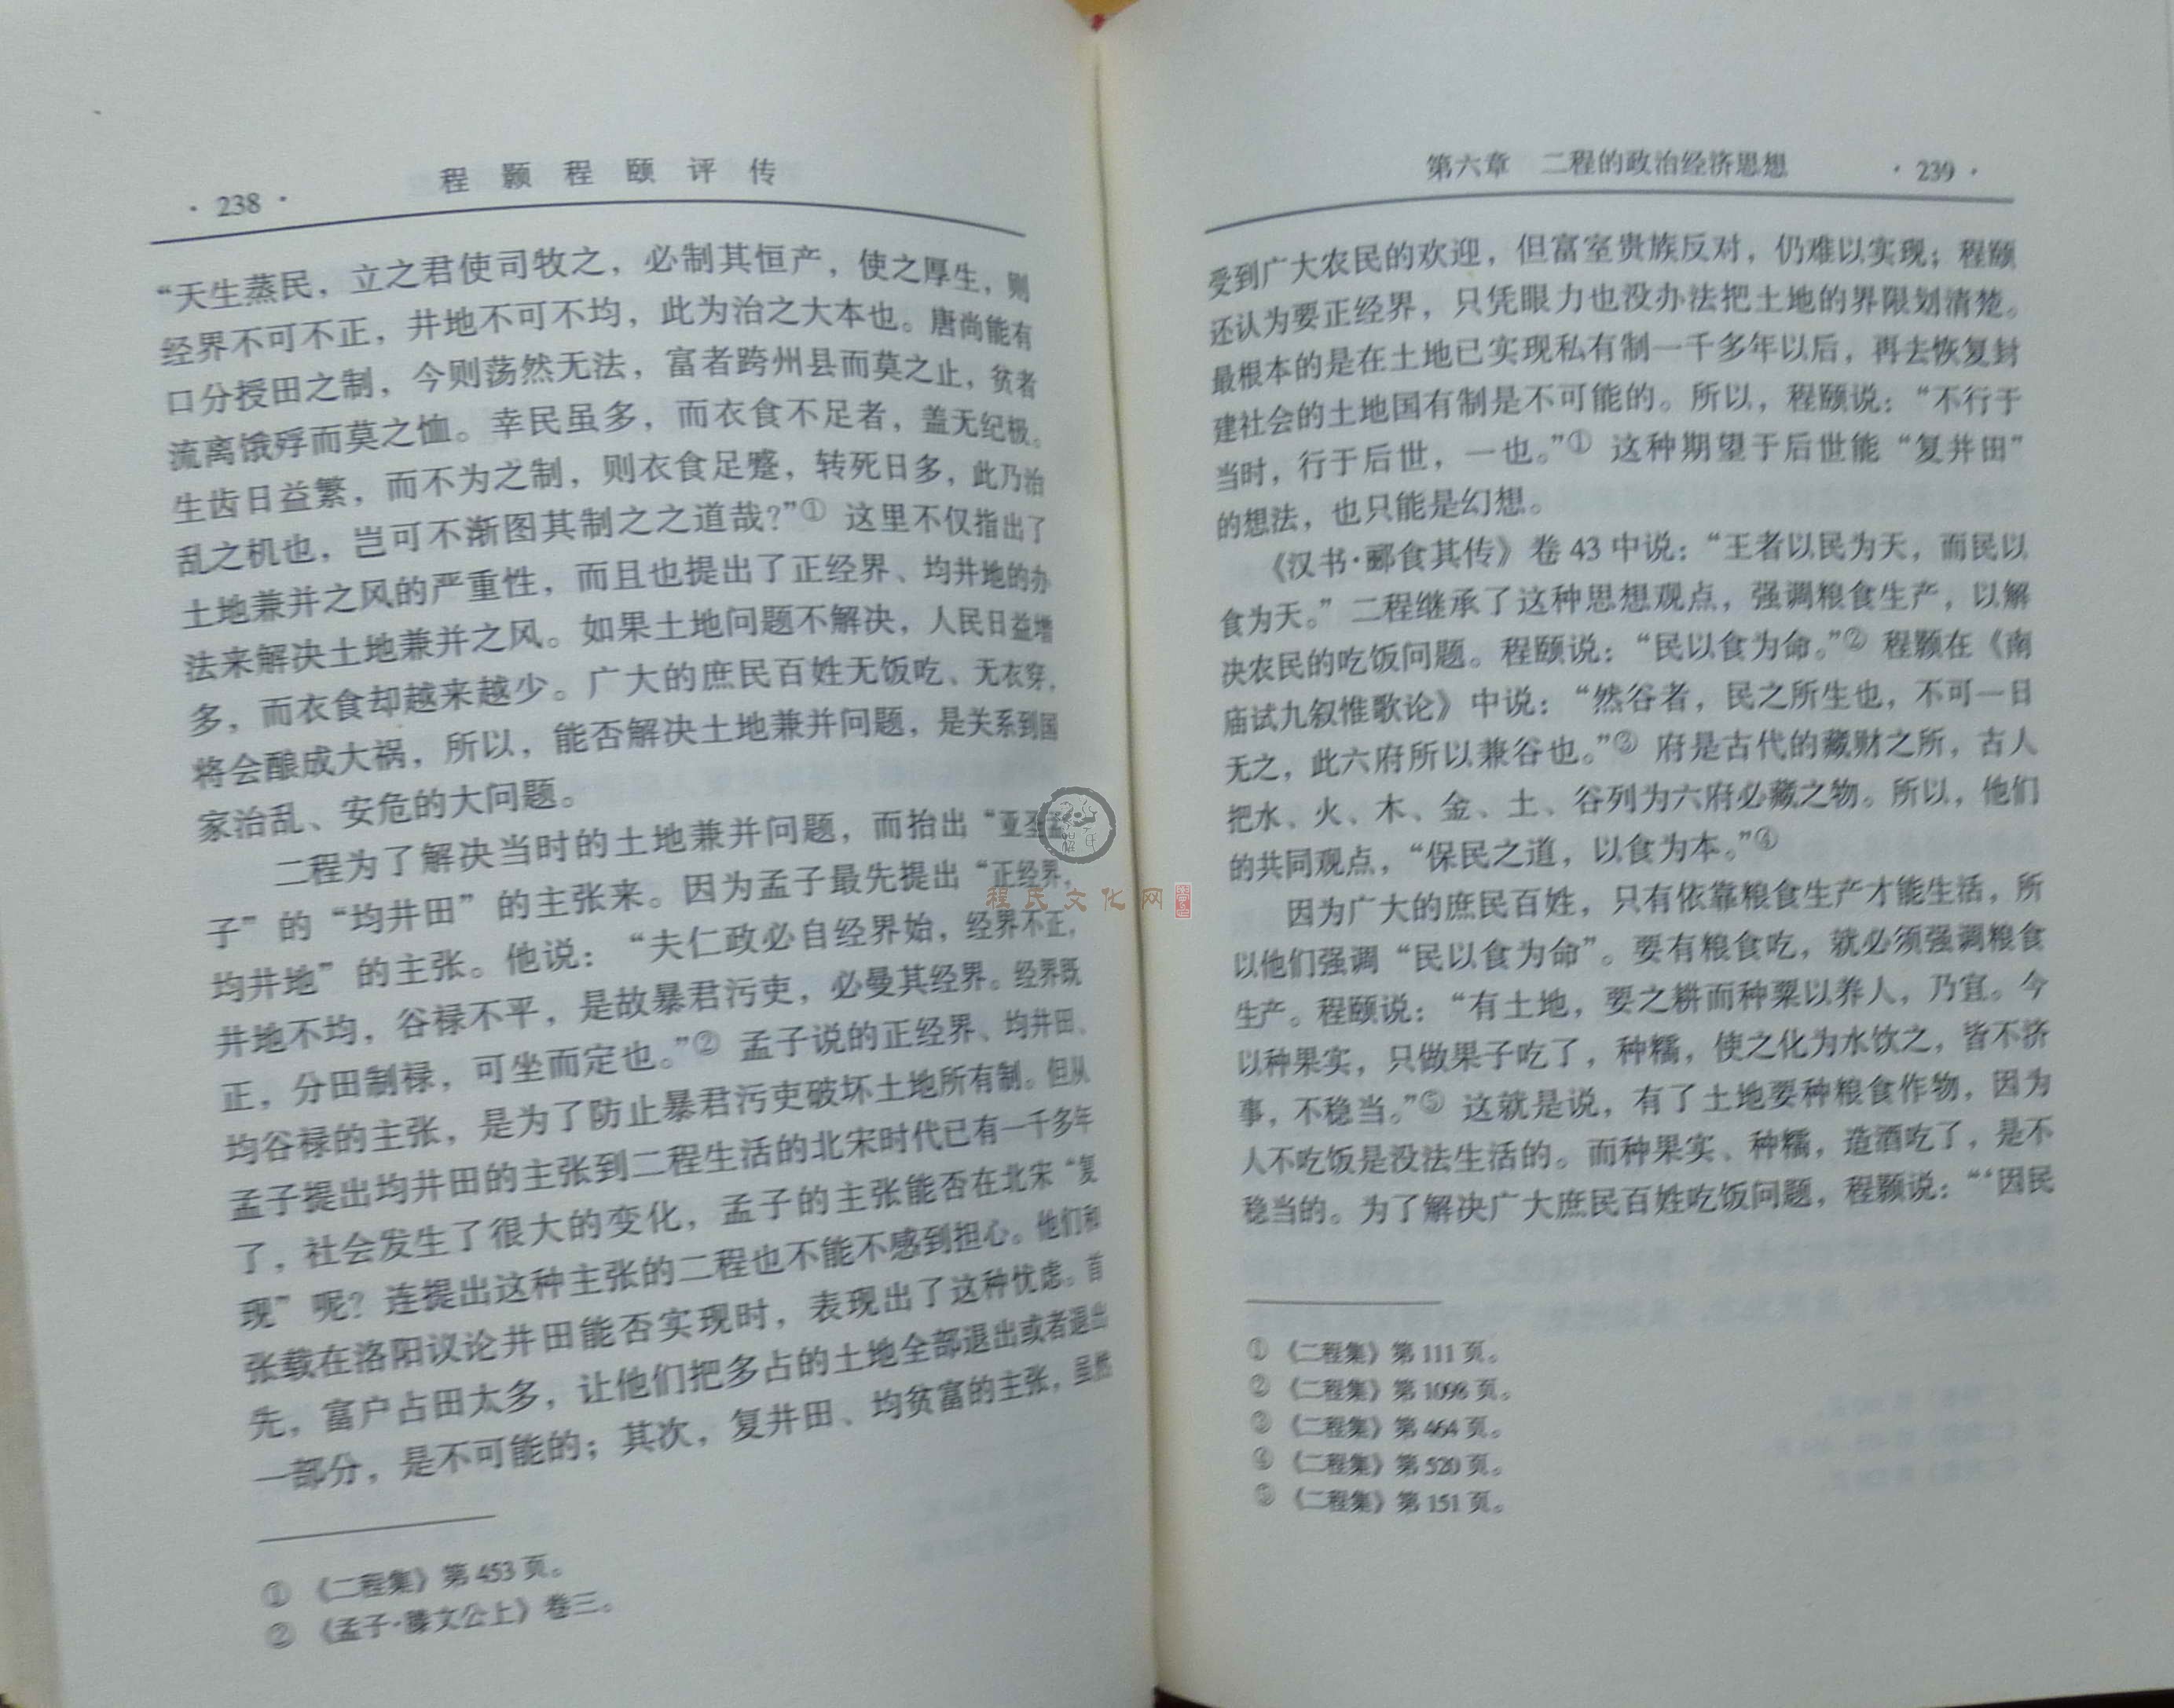 · 238 ·
程颢程颐评传
“天生蒸民，立之君使司牧之，必制其恒产，使之厚生，则
经界不可不正，井地不可不均，此为治之大本也。唐尚能有
口分授田之制，今则荡然无法，富者跨州县而莫之止，贫者
流离饿殍而莫之恤。幸民虽多，而衣食不足者，盖无纪极。
生齿日益繁，而不为之制，则衣食足蹙，转死日多，此乃治
乱之机也，岂可不渐图其制之之道哉？”① 这里不仅指出了
土地兼并之风的严重性，而且也提出了正经界、均井地的办
法来解决土地兼并之风。如果土地问题不解决，人民日益增
多，而衣食却越来越少。广大的庶民百姓无饭吃、无衣穿，
将会酿成大祸，所以，能否解决土地兼并问题，是关系到国
家治乱、安危的大问题。
二程为了解决当时的土地兼并问题，而抬出“亚圣孟
子”的“均井田”的主张来。因为孟子最先提出“正经界，
均井地”的主张。他说：“夫仁政必自经界始，经界不正，
井地不均，谷禄不平，是故暴君污吏，必曼其经界。经界既
正，分田制禄，可坐而定也。”② 孟子说的正经界、均井田、
均谷禄的主张，是为了防止暴君污吏破坏土地所有制。但从
孟子提出均井田的主张到二程生活的北宋时代已有一千多年
了，社会发生了很大的变化，孟子的主张能否在北宋“复
现”呢？连提出这种主张的二程也不能不感到担心。他们和
张载在洛阳议论井田能否实现时，表现出了这种忧虑。首
先，富户占田太多，让他们把多占的土地全部退出或者退出
一部分，是不可能的；其次，复井田、均贫富的主张，虽然
① 《二程集》第 453 页。
② 《孟子·滕文公上》卷三。
程氏文化网
第六章 二程的政治经济思想
· 239 ·
受到广大农民的欢迎，但富室贵族反对，仍难以实现；程颐
还认为要正经界，只凭眼力也没办法把土地的界限划清楚。
最根本的是在土地已实现私有制一千多年以后，再去恢复封
建社会的土地国有制是不可能的。所以，程颐说：“不行于
当时，行于后世，一也。”① 这种期望于后世能“复井田”
的想法，也只能是幻想。
《汉书·郦食其传》卷 43 中说：“王者以民为天，而民以
食为天。”二程继承了这种思想观点，强调粮食生产，以解
决农民的吃饭问题。程颐说：“民以食为命。”② 程颢在《南
庙试九叙惟歌论》中说：“然谷者，民之所生也，不可一日
无之，此六府所以兼谷也。”③ 府是古代的藏财之所，古人
把水、火、木、金、土、谷列为六府必藏之物。所以，他们
的共同观点，“保民之道，以食为本。”④
因为广大的庶民百姓，只有依靠粮食生产才能生活，所
以他们强调“民以食为命”。要有粮食吃，就必须强调粮食
生产。程颐说：“有土地，要之耕而种粟以养人，乃宜。今
以种果实，只做果子吃了，种糯，使之化为水饮之，皆不济
事，不稳当。”⑤ 这就是说，有了土地要种粮食作物，因为
人不吃饭是没法生活的。而种果实、种糯，造酒吃了，是不
稳当的。为了解决广大庶民百姓吃饭问题，程颢说：“‘因民
① 《二程集》第 111 页。
② 《二程集》第 1098 页。
③ 《二程集》第 464 页。
④ 《二程集》第 520 页。
⑤ 《二程集》第 151 页。